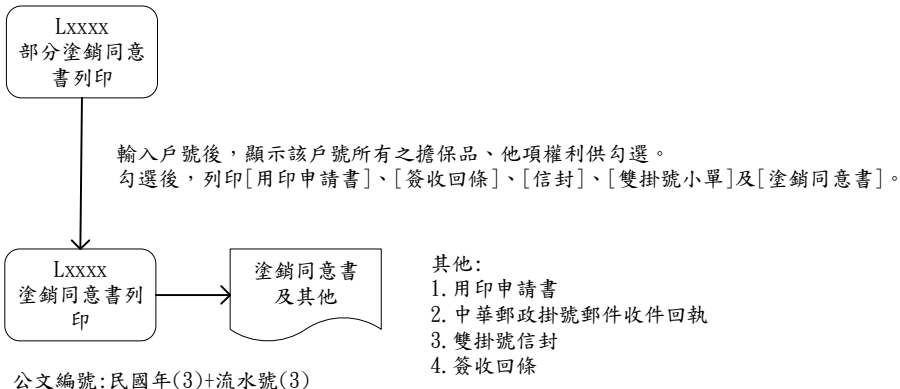 Lxxxx
部分塗銷同意
書列印
輸入戶號後，顯示該戶號所有之擔保品、他項權利供勾選。
勾選後，列印[用印申請書]、[簽收回條]、[信封]、[雙掛號小單]及[塗銷同意書]。
Lxxxx
塗銷同意書列
印
塗銷同意書
及其他
其他:
1.用印申請書
2.中華郵政掛號郵件收件回執
3.雙掛號信封
4.簽收回條
公文編號:民國年(3)+流水號(3)